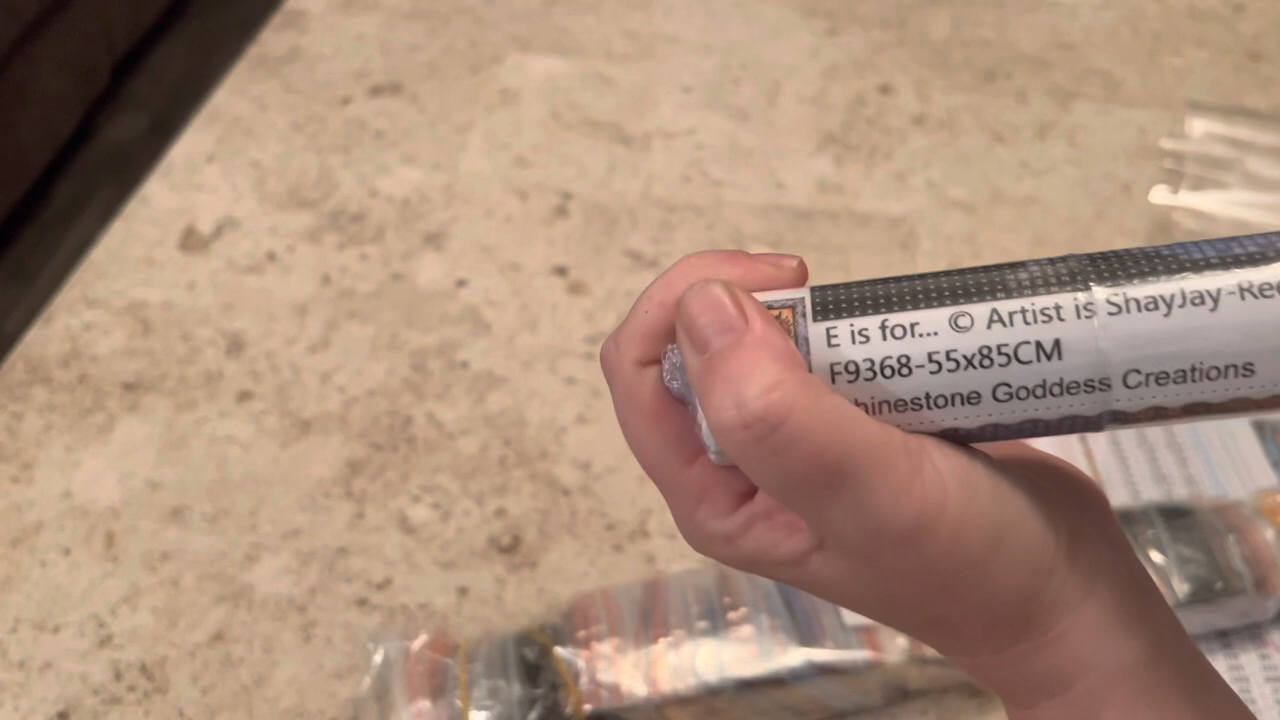 E is for... © Artist is ShayJay-Re
F9368-55x85CM
hinestone Goddess Creations